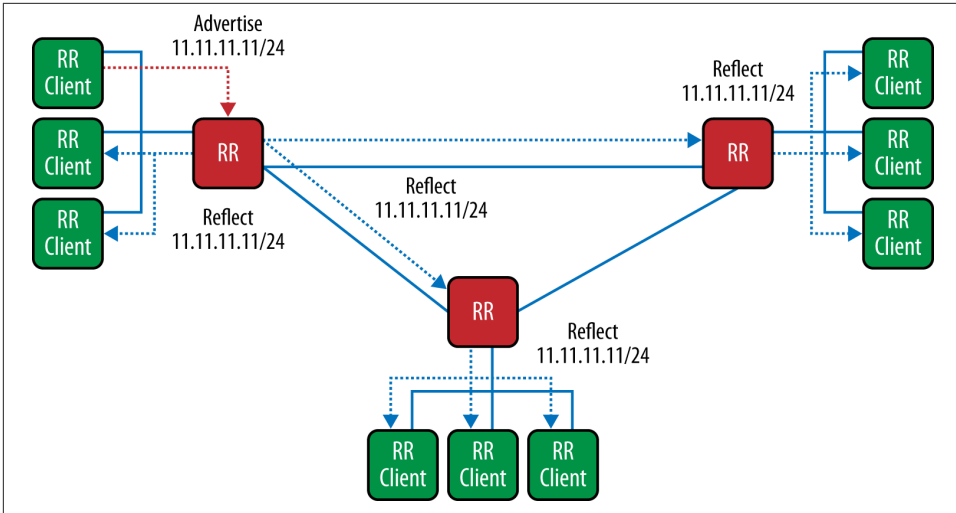 Advertise
11.11.11.11/24
RR
Client
RR
Client
RR
Client
RR
Reflect
11.11.11.11/24
Reflect
11.11.11.11/24
Reflect
11.11.11.11/24
RR
RR
Client
RR
Client
RR
Client
RR
Reflect
11.11.11.11/24
RR
Client
RR
Client
RR
Client